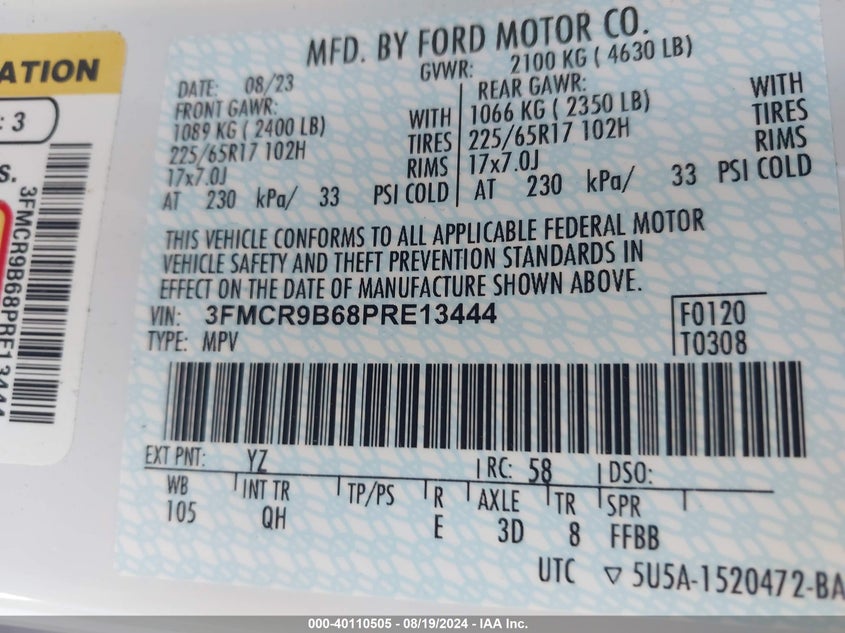 ATION
: 3
S.
3FMCR9B68PRE13444
MFD. BY FORD MOTOR CO.
DATE: 08/23 GVWR: 2100 KG ( 4630 LB)
FRONT GAWR: REAR GAWR:
1089 KG ( 2400 LB) WITH 1066 KG ( 2350 LB) WITH
225/65R17 102H TIRES 225/65R17 102H TIRES
17x7.0J RIMS 17x7.0J RIMS
AT 230 kPa/ 33 PSI COLD AT 230 kPa/ 33 PSI COLD
THIS VEHICLE CONFORMS TO ALL APPLICABLE FEDERAL MOTOR
VEHICLE SAFETY AND THEFT PREVENTION STANDARDS IN
EFFECT ON THE DATE OF MANUFACTURE SHOWN ABOVE.
VIN: 3FMCR9B68PRE13444 F0120
TYPE: MPV T0308
EXT PNT: YZ RC: 58 DSO:
WB INT TR TP/PS R AXLE TR SPR
105 QH E 3D 8 FFBB
UTC ▽ 5U5A-1520472-BA
000-40110505 - 08/19/2024 - IAA Inc.